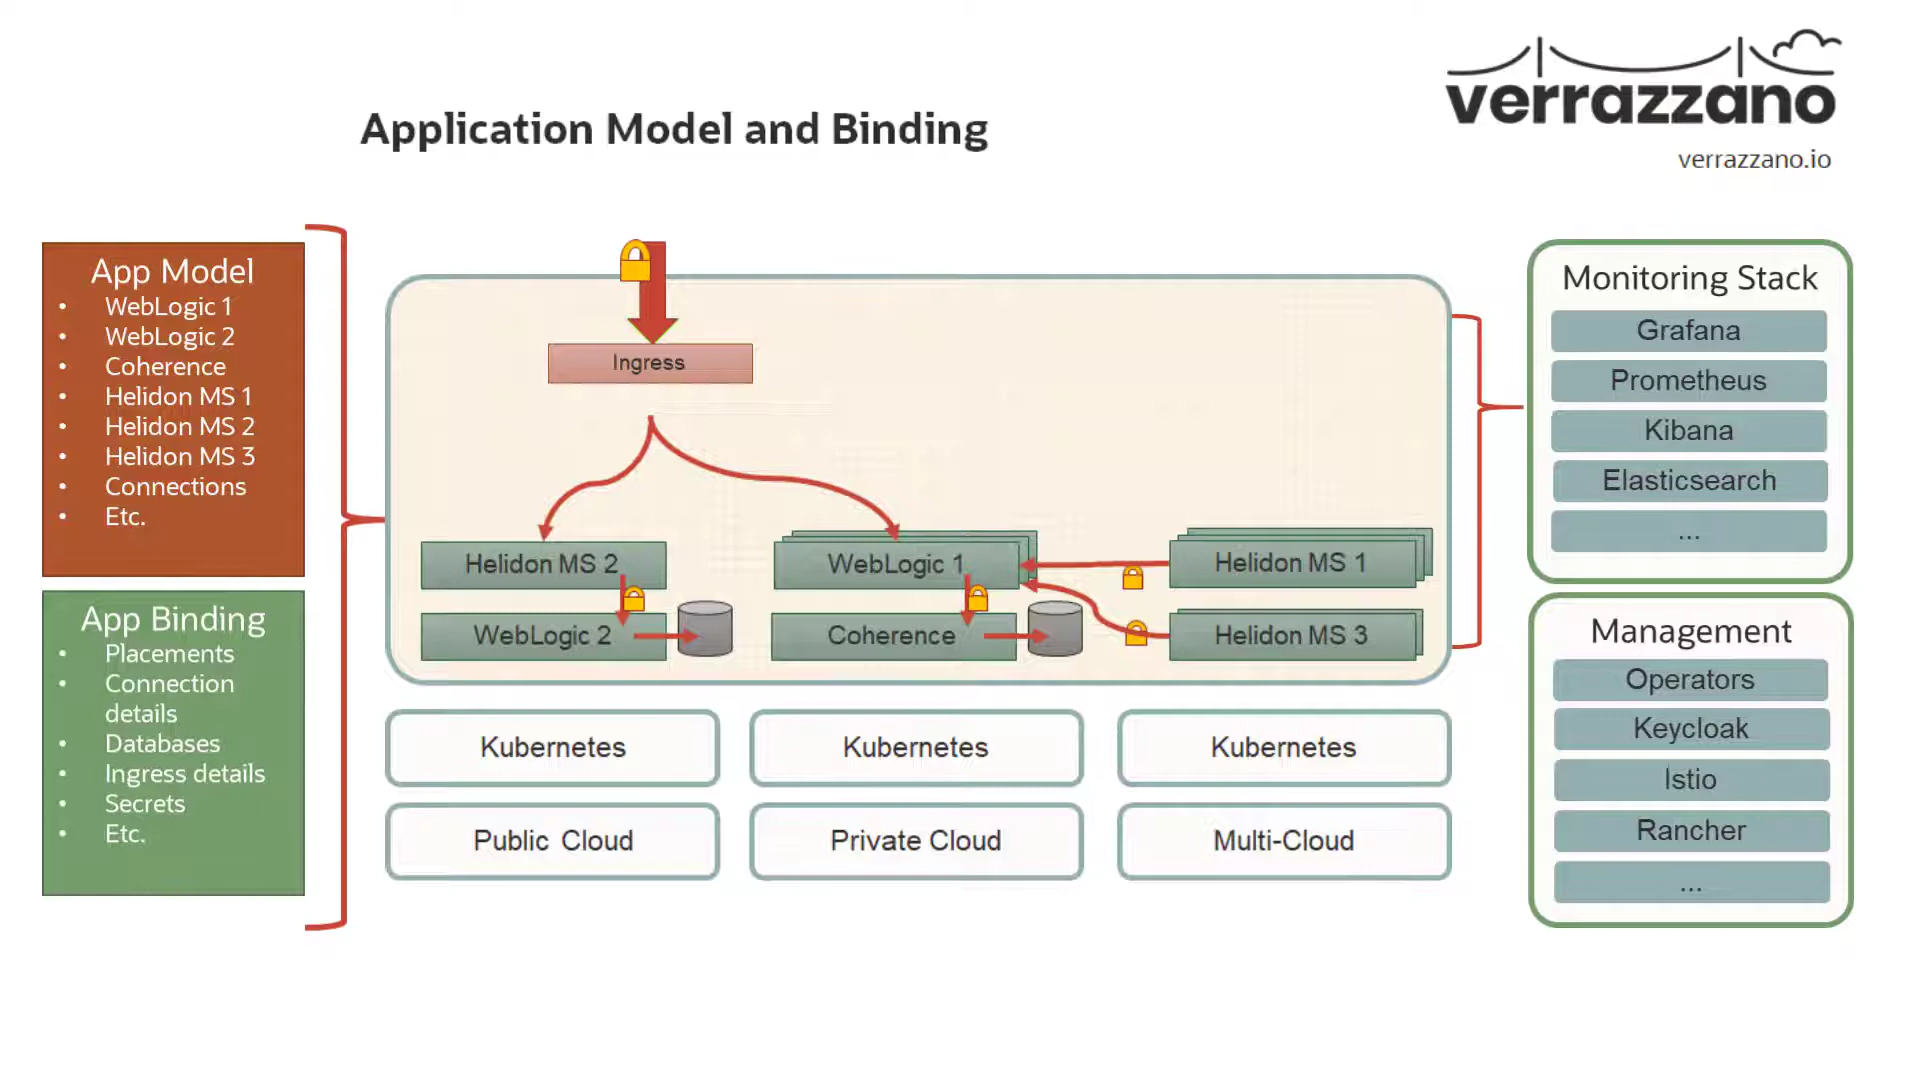 verrazzano
verrazzano.io
Application Model and Binding
App Model
• WebLogic 1
• WebLogic 2
• Coherence
• Helidon MS 1
• Helidon MS 2
• Helidon MS 3
• Connections
• Etc.
App Binding
• Placements
• Connection
details
• Databases
• Ingress details
• Secrets
• Etc.
Ingress
Helidon MS 2
WebLogic 1
Helidon MS 1
WebLogic 2
Coherence
Helidon MS 3
Kubernetes
Kubernetes
Kubernetes
Public Cloud
Private Cloud
Multi-Cloud
Monitoring Stack
Grafana
Prometheus
Kibana
Elasticsearch
...
Management
Operators
Keycloak
Istio
Rancher
...